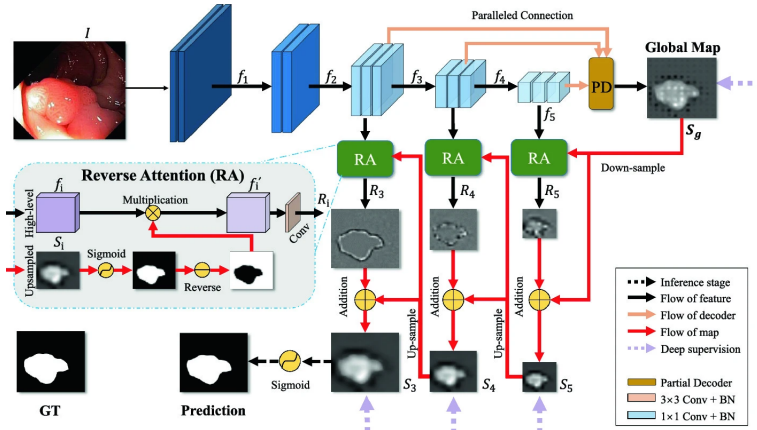 Paralleled Connection
I
Global Map
f1
f2
f3
f4
f5
PD
Sg
RA
RA
RA
Down-sample
Reverse Attention (RA)
fi
Multiplication
fi′
Ri
High-level
Conv
Si
Upsampled
Sigmoid
Reverse
R3
R4
R5
Addition
Addition
Addition
Up-sample
Up-sample
S3
S4
S5
Sigmoid
GT
Prediction
Inference stage
Flow of feature
Flow of decoder
Flow of map
Deep supervision
Partial Decoder
3×3 Conv + BN
1×1 Conv + BN